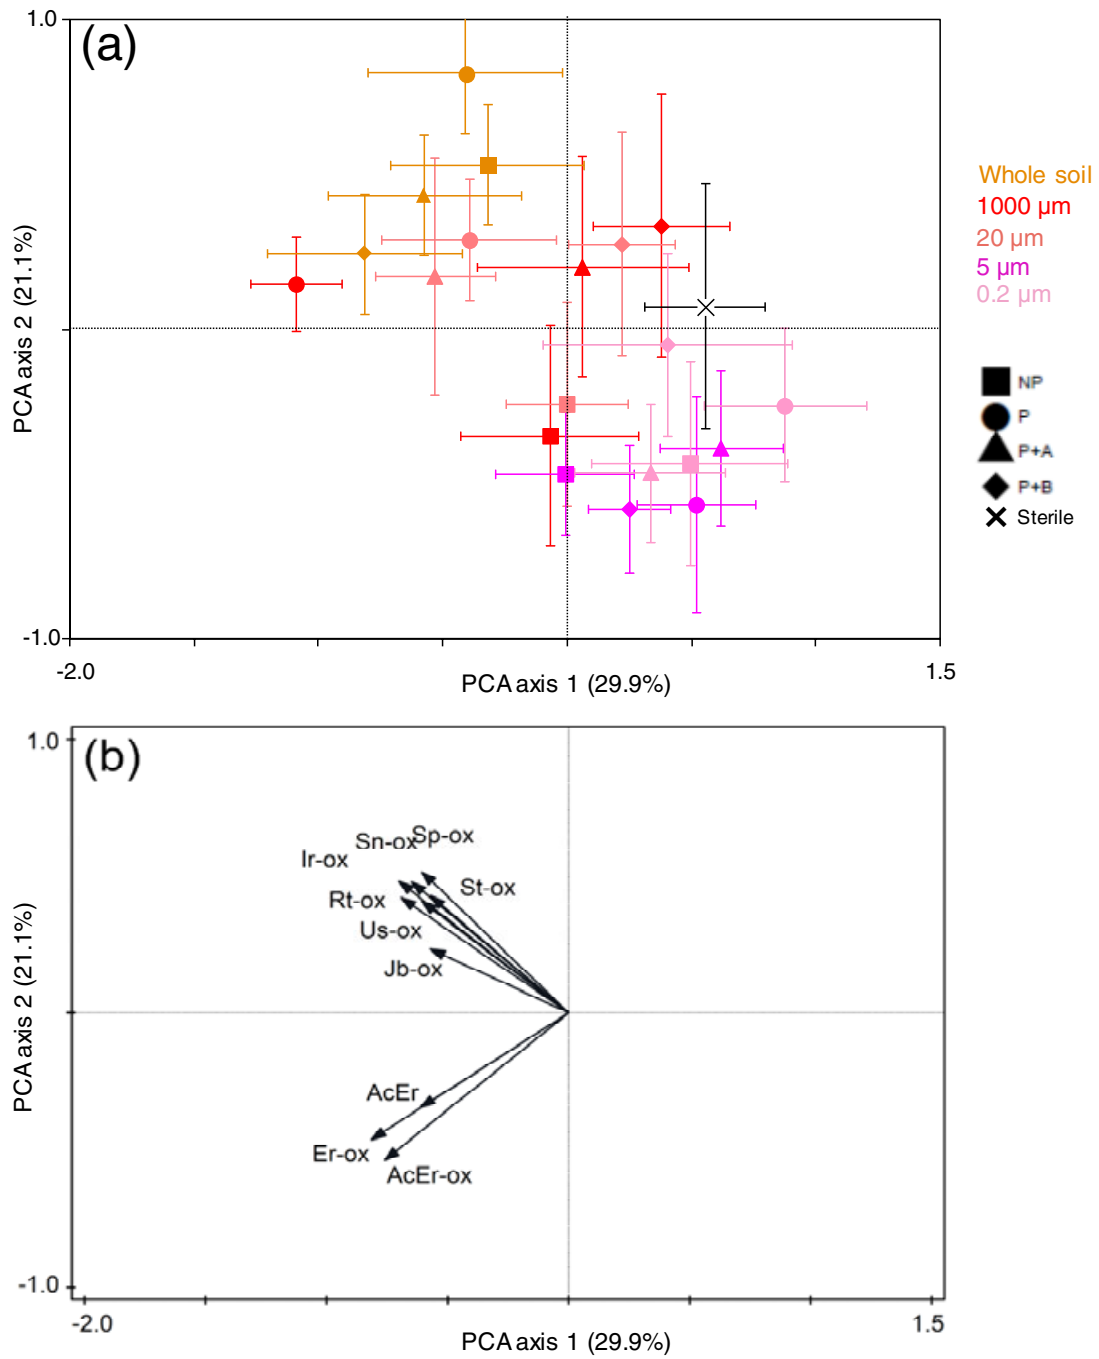 (a)
1.0
PCA axis 2 (21.1%)
-1.0
-2.0
PCA axis 1 (29.9%)
1.5
Whole soil
1000 µm
20 µm
5 µm
0.2 µm
NP
P
P+A
P+B
Sterile
(b)
1.0
PCA axis 2 (21.1%)
Sp-ox
Sn-ox
Ir-ox
St-ox
Rt-ox
Us-ox
Jb-ox
AcEr
Er-ox
AcEr-ox
-1.0
-2.0
PCA axis 1 (29.9%)
1.5